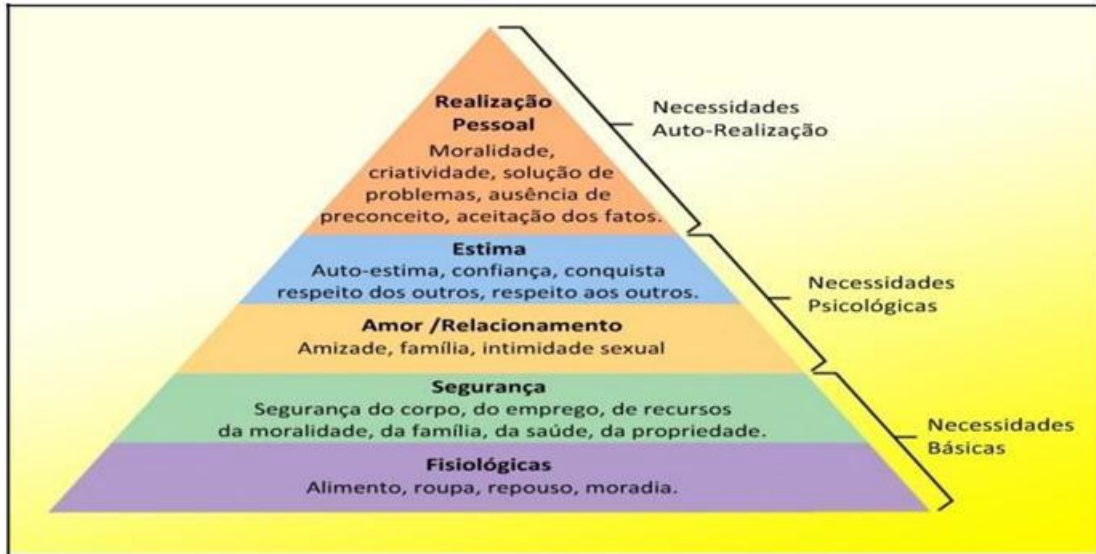 Realização
Pessoal
Moralidade,
criatividade, solução de
problemas, ausência de
preconceito, aceitação dos fatos.
Necessidades
Auto-Realização
Estima
Auto-estima, confiança, conquista
respeito dos outros, respeito aos outros.
Necessidades
Psicológicas
Amor /Relacionamento
Amizade, família, intimidade sexual
Segurança
Segurança do corpo, do emprego, de recursos
da moralidade, da família, da saúde, da propriedade.
Necessidades
Básicas
Fisiológicas
Alimento, roupa, repouso, moradia.